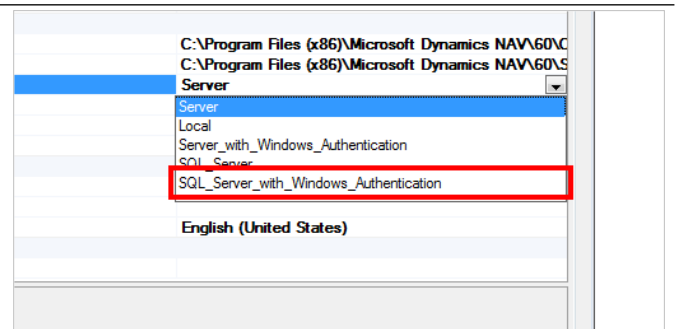 C:\Program Files (x86)\Microsoft Dynamics NAV\60\C
C:\Program Files (x86)\Microsoft Dynamics NAV\60\S
Server
Server
Local
Server_with_Windows_Authentication
SQL_Server
SQL_Server_with_Windows_Authentication
English (United States)